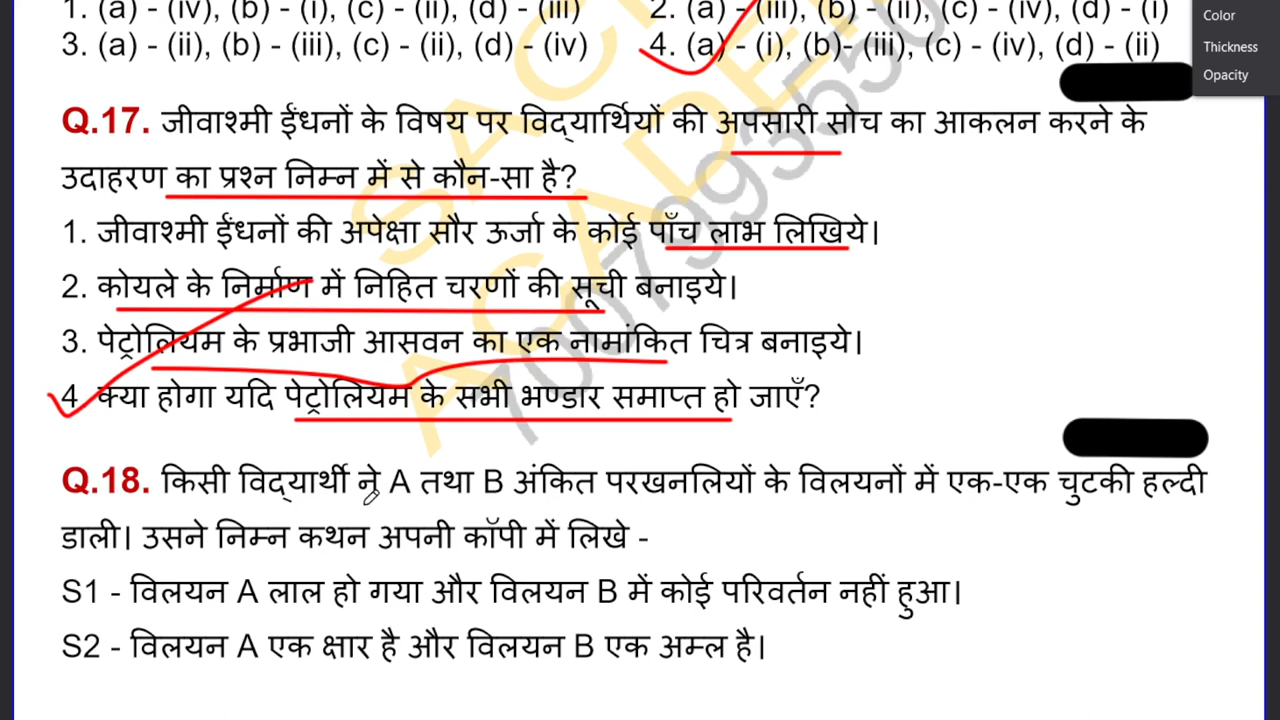 1. (a) - (iv), (b) - (i), (c) - (ii), (d) - (iii) 2. (a) - (iii), (b) - (ii), (c) - (iv), (d) - (i)
3. (a) - (ii), (b) - (iii), (c) - (ii), (d) - (iv) 4. (a) - (i), (b)- (iii), (c) - (iv), (d) - (ii)
Color
Thickness
Opacity
Q.17. जीवाश्मी ईंधनों के विषय पर विद्यार्थियों की अपसारी सोच का आकलन करने के
उदाहरण का प्रश्न निम्न में से कौन-सा है?
1. जीवाश्मी ईंधनों की अपेक्षा सौर ऊर्जा के कोई पाँच लाभ लिखिये।
2. कोयले के निर्माण में निहित चरणों की सूची बनाइये।
3. पेट्रोलियम के प्रभाजी आसवन का एक नामांकित चित्र बनाइये।
4. क्या होगा यदि पेट्रोलियम के सभी भण्डार समाप्त हो जाएँ?
Q.18. किसी विद्यार्थी ने A तथा B अंकित परखनलियों के विलयनों में एक-एक चुटकी हल्दी
डाली। उसने निम्न कथन अपनी कॉपी में लिखे -
S1 - विलयन A लाल हो गया और विलयन B में कोई परिवर्तन नहीं हुआ।
S2 - विलयन A एक क्षार है और विलयन B एक अम्ल है।